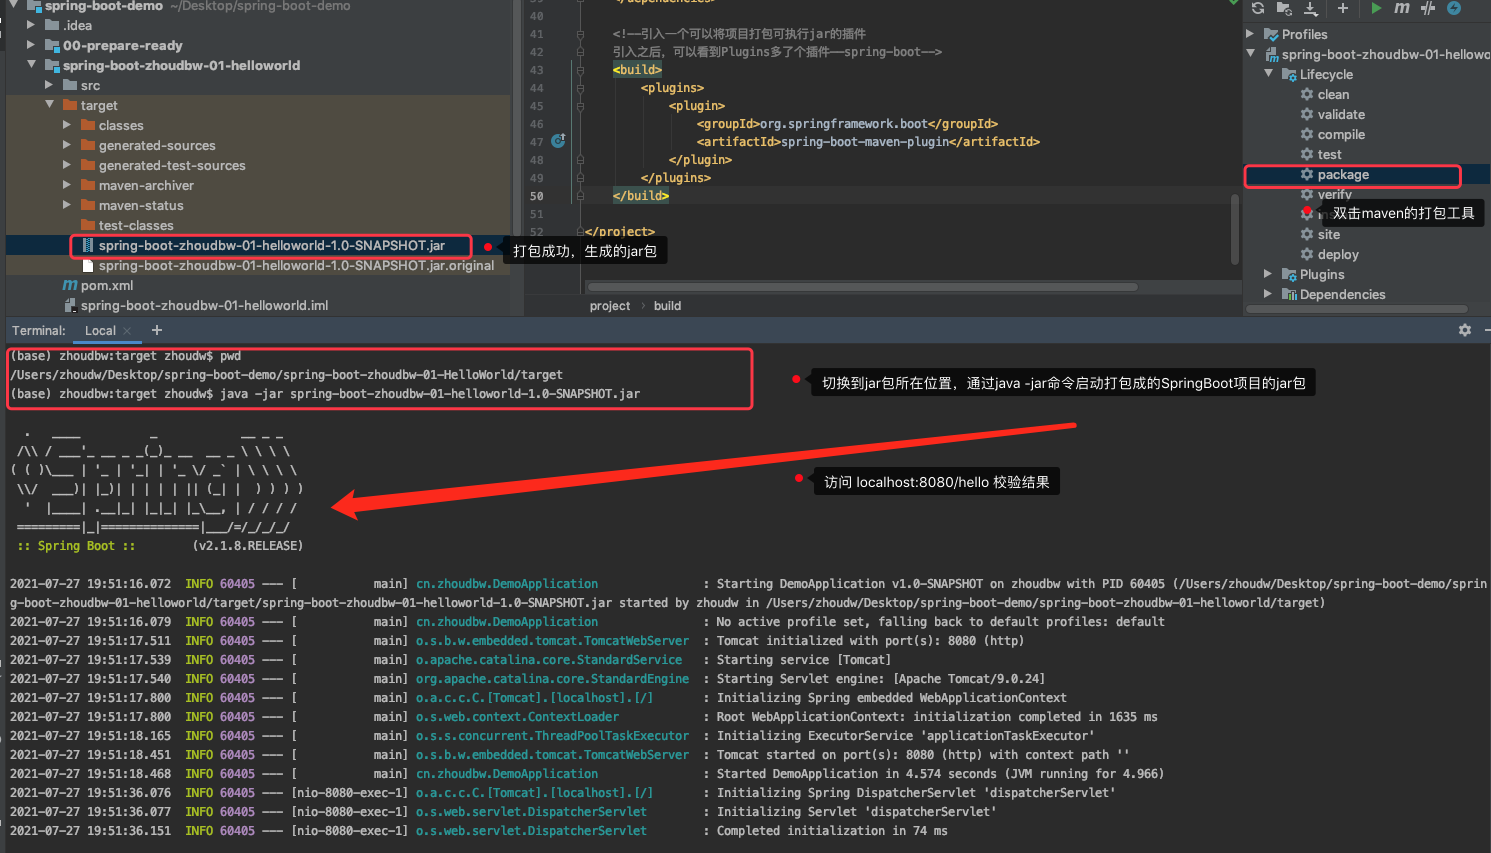 spring-boot-demo ~/Desktop/spring-boot-demo
.idea
00-prepare-ready
spring-boot-zhoudbw-01-helloworld
src
target
classes
generated-sources
generated-test-sources
maven-archiver
maven-status
test-classes
spring-boot-zhoudbw-01-helloworld-1.0-SNAPSHOT.jar
打包成功，生成的jar包
spring-boot-zhoudbw-01-helloworld-1.0-SNAPSHOT.jar.original
pom.xml
spring-boot-zhoudbw-01-helloworld.iml
39 </dependencies>
40
41 <!--引入一个可以将项目打包可执行jar的插件
42 引入之后，可以看到Plugins多了个插件——spring-boot-->
43 <build>
44 <plugins>
45 <plugin>
46 <groupId>org.springframework.boot</groupId>
47 <artifactId>spring-boot-maven-plugin</artifactId>
48 </plugin>
49 </plugins>
50 </build>
51
52 </project>
project › build
Profiles
spring-boot-zhoudbw-01-hellowo
Lifecycle
clean
validate
compile
test
package
verify
双击maven的打包工具
site
deploy
Plugins
Dependencies
Terminal: Local × +
(base) zhoudbw:target zhoudw$ pwd
/Users/zhoudw/Desktop/spring-boot-demo/spring-boot-zhoudbw-01-HelloWorld/target
(base) zhoudbw:target zhoudw$ java -jar spring-boot-zhoudbw-01-helloworld-1.0-SNAPSHOT.jar
切换到jar包所在位置，通过java -jar命令启动打包成的SpringBoot项目的jar包
访问 localhost:8080/hello 校验结果
:: Spring Boot :: (v2.1.8.RELEASE)
2021-07-27 19:51:16.072 INFO 60405 --- [ main] cn.zhoudbw.DemoApplication : Starting DemoApplication v1.0-SNAPSHOT on zhoudbw with PID 60405 (/Users/zhoudw/Desktop/spring-boot-demo/sprin
g-boot-zhoudbw-01-helloworld/target/spring-boot-zhoudbw-01-helloworld-1.0-SNAPSHOT.jar started by zhoudw in /Users/zhoudw/Desktop/spring-boot-demo/spring-boot-zhoudbw-01-helloworld/target)
2021-07-27 19:51:16.079 INFO 60405 --- [ main] cn.zhoudbw.DemoApplication : No active profile set, falling back to default profiles: default
2021-07-27 19:51:17.511 INFO 60405 --- [ main] o.s.b.w.embedded.tomcat.TomcatWebServer : Tomcat initialized with port(s): 8080 (http)
2021-07-27 19:51:17.539 INFO 60405 --- [ main] o.apache.catalina.core.StandardService : Starting service [Tomcat]
2021-07-27 19:51:17.540 INFO 60405 --- [ main] org.apache.catalina.core.StandardEngine : Starting Servlet engine: [Apache Tomcat/9.0.24]
2021-07-27 19:51:17.800 INFO 60405 --- [ main] o.a.c.c.C.[Tomcat].[localhost].[/] : Initializing Spring embedded WebApplicationContext
2021-07-27 19:51:17.800 INFO 60405 --- [ main] o.s.web.context.ContextLoader : Root WebApplicationContext: initialization completed in 1635 ms
2021-07-27 19:51:18.165 INFO 60405 --- [ main] o.s.s.concurrent.ThreadPoolTaskExecutor : Initializing ExecutorService 'applicationTaskExecutor'
2021-07-27 19:51:18.451 INFO 60405 --- [ main] o.s.b.w.embedded.tomcat.TomcatWebServer : Tomcat started on port(s): 8080 (http) with context path ''
2021-07-27 19:51:18.468 INFO 60405 --- [ main] cn.zhoudbw.DemoApplication : Started DemoApplication in 4.574 seconds (JVM running for 4.966)
2021-07-27 19:51:36.076 INFO 60405 --- [nio-8080-exec-1] o.a.c.c.C.[Tomcat].[localhost].[/] : Initializing Spring DispatcherServlet 'dispatcherServlet'
2021-07-27 19:51:36.077 INFO 60405 --- [nio-8080-exec-1] o.s.web.servlet.DispatcherServlet : Initializing Servlet 'dispatcherServlet'
2021-07-27 19:51:36.151 INFO 60405 --- [nio-8080-exec-1] o.s.web.servlet.DispatcherServlet : Completed initialization in 74 ms